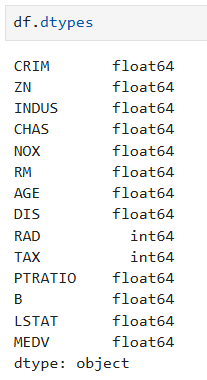 df.dtypes
CRIM       float64
ZN         float64
INDUS      float64
CHAS       float64
NOX        float64
RM         float64
AGE        float64
DIS        float64
RAD          int64
TAX          int64
PTRATIO    float64
B          float64
LSTAT      float64
MEDV       float64
dtype: object